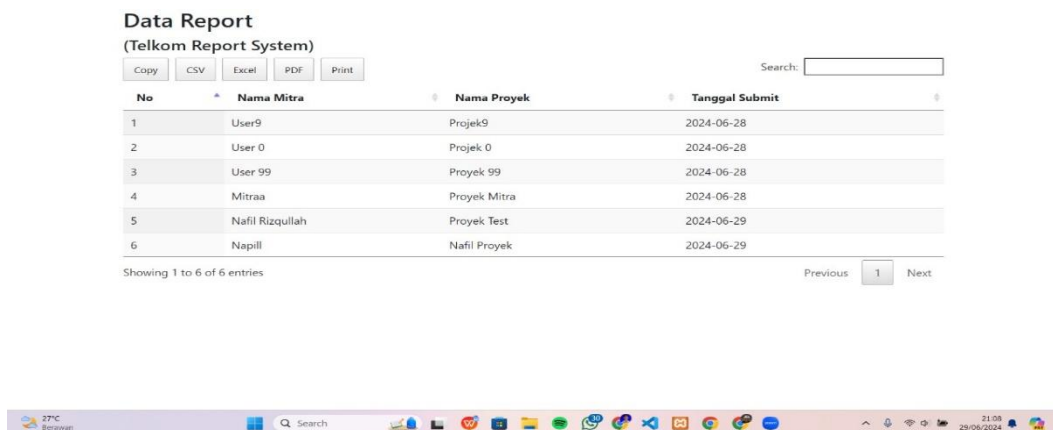 Data Report
(Telkom Report System)
Copy CSV Excel PDF Print Search:
No Nama Mitra Nama Proyek Tanggal Submit
1 User9 Projek9 2024-06-28
2 User 0 Projek 0 2024-06-28
3 User 99 Proyek 99 2024-06-28
4 Mitraa Proyek Mitra 2024-06-28
5 Nafil Rizqullah Proyek Test 2024-06-29
6 Napill Nafil Proyek 2024-06-29
Showing 1 to 6 of 6 entries Previous 1 Next
27°C Search 21:08
Berawan 29/06/2024